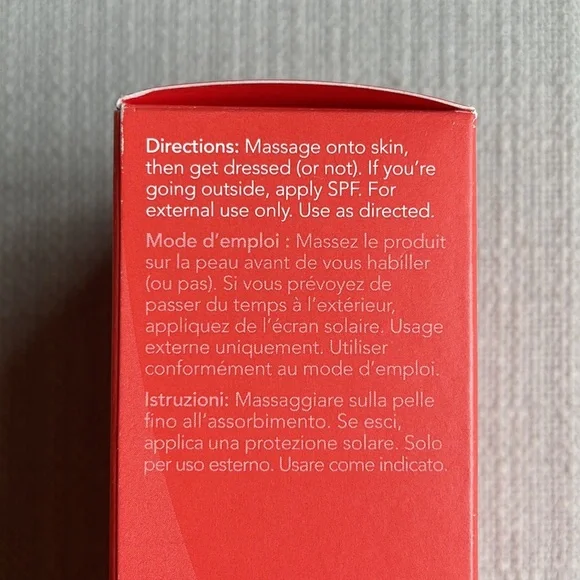 Directions: Massage onto skin,
then get dressed (or not). If you're
going outside, apply SPF. For
external use only. Use as directed.
Mode d'emploi : Massez le produit
sur la peau avant de vous habiller
(ou pas). Si vous prévoyez de
passer du temps à l'extérieur,
appliquez de l'écran solaire. Usage
externe uniquement. Utiliser
conformément au mode d'emploi.
Istruzioni: Massaggiare sulla pelle
fino all'assorbimento. Se esci,
applica una protezione solare. Solo
per uso esterno. Usare come indicato.